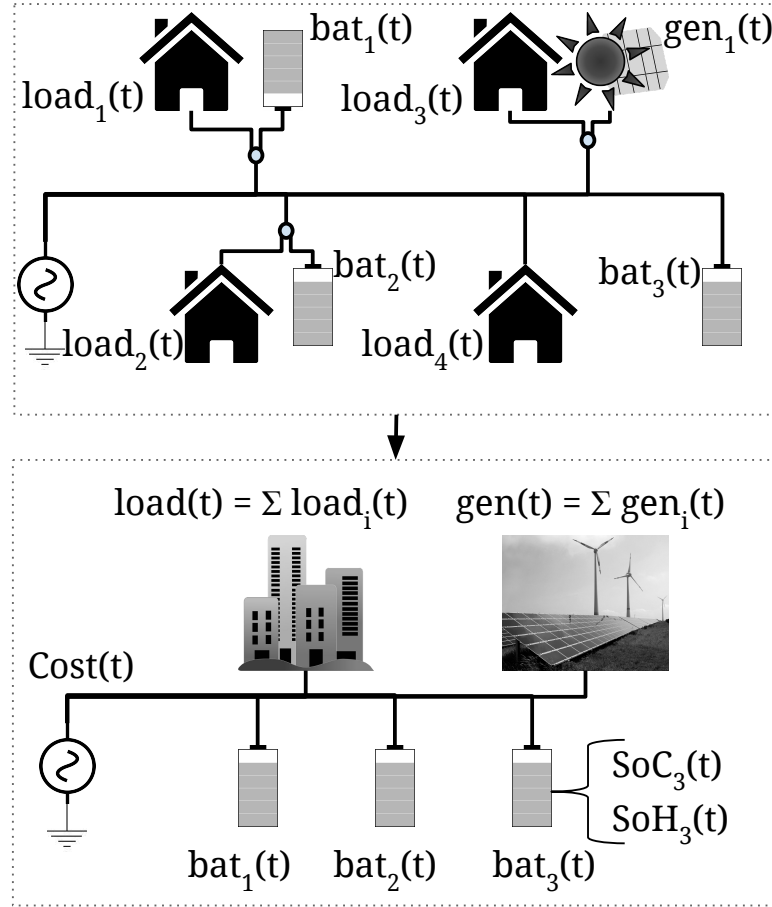 bat₁(t)
gen₁(t)
load₁(t)
load₃(t)
bat₂(t)
bat₃(t)
load₂(t)
load₄(t)
load(t) = Σ loadᵢ(t)
gen(t) = Σ genᵢ(t)
Cost(t)
SoC₃(t)
SoH₃(t)
bat₁(t)
bat₂(t)
bat₃(t)